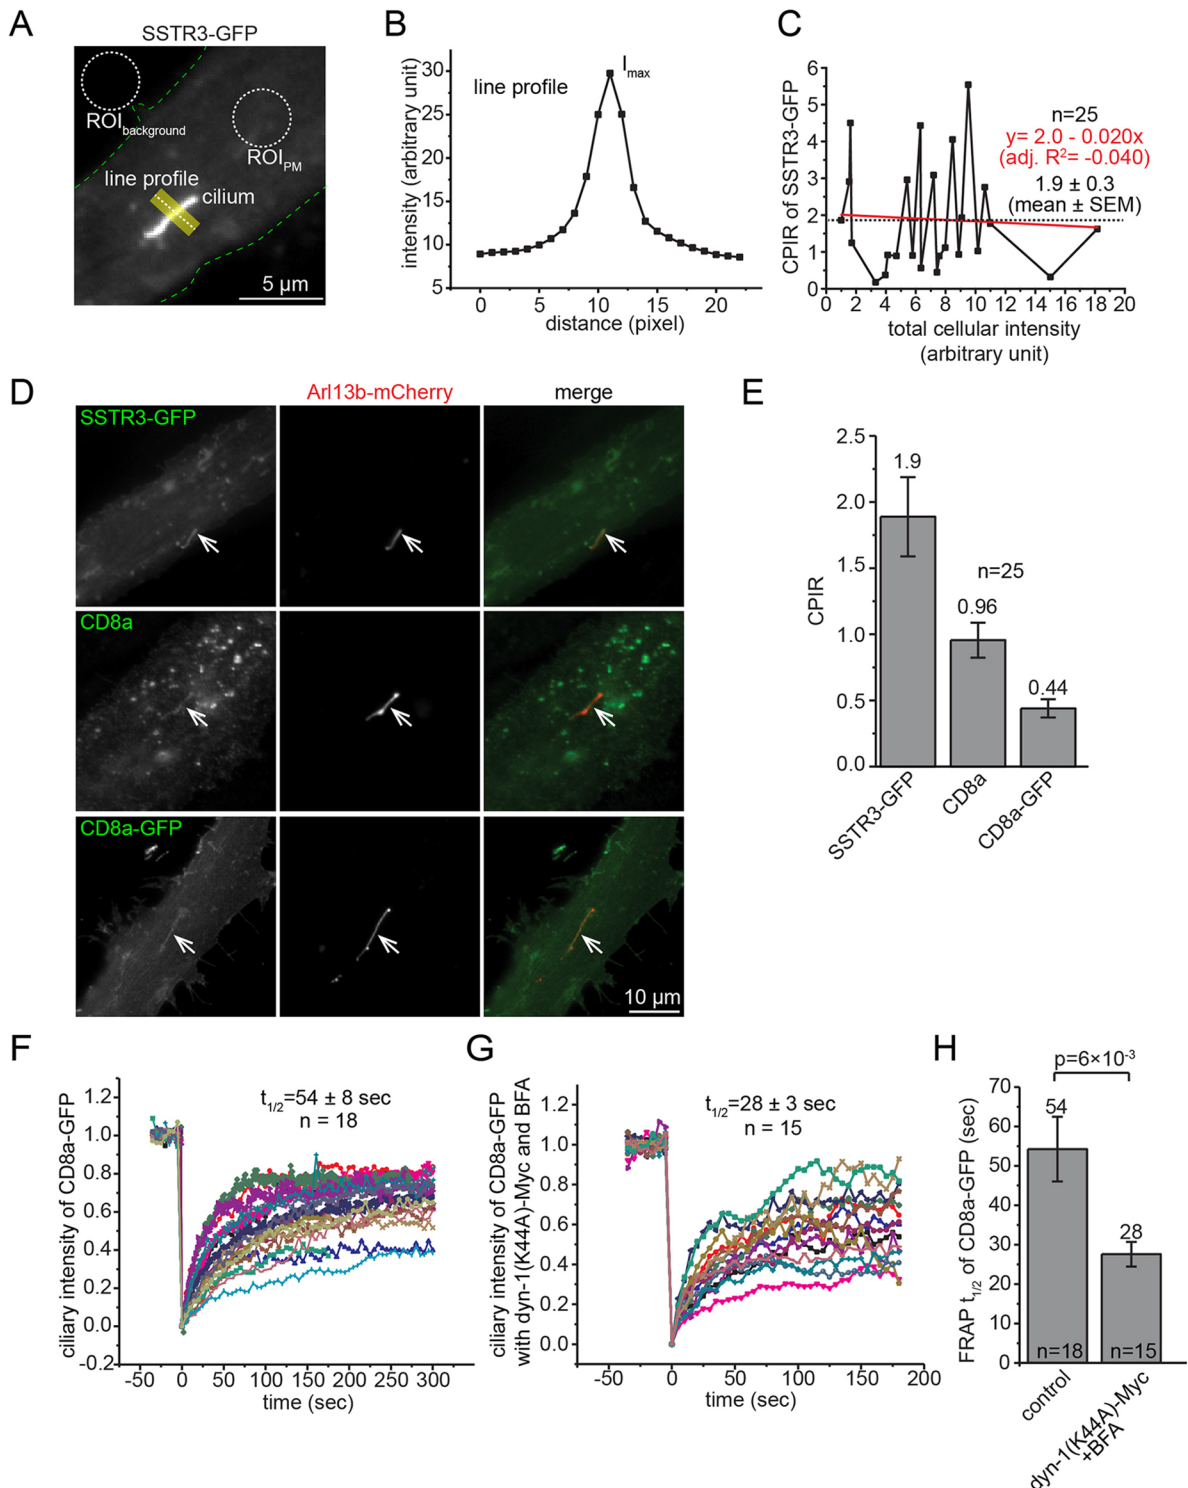 A
SSTR3-GFP
ROIbackground
ROIPM
line profile
cilium
5 µm
B
line profile
Imax
intensity (arbitrary unit)
30
25
20
15
10
5
0 5 10 15 20
distance (pixel)
C
CPIR of SSTR3-GFP
6
5
4
3
2
1
0
n=25
y= 2.0 - 0.020x
(adj. R²= -0.040)
1.9 ± 0.3
(mean ± SEM)
0 2 4 6 8 10 12 14 16 18 20
total cellular intensity
(arbitrary unit)
D
Arl13b-mCherry
merge
SSTR3-GFP
CD8a
CD8a-GFP
10 µm
E
CPIR
2.5
2.0
1.5
1.0
0.5
0.0
1.9
n=25
0.96
0.44
SSTR3-GFP
CD8a
CD8a-GFP
F
ciliary intensity of CD8a-GFP
1.2
1.0
0.8
0.6
0.4
0.2
0.0
-0.2
t1/2=54 ± 8 sec
n = 18
-50 0 50 100 150 200 250 300
time (sec)
G
ciliary intensity of CD8a-GFP
with dyn-1(K44A)-Myc and BFA
1.2
1.0
0.8
0.6
0.4
0.2
0.0
t1/2=28 ± 3 sec
n = 15
-50 0 50 100 150 200
time (sec)
H
p=6×10-3
FRAP t1/2 of CD8a-GFP (sec)
70
60
50
40
30
20
10
0
54
28
n=18
n=15
control
dyn-1(K44A)-Myc
+BFA